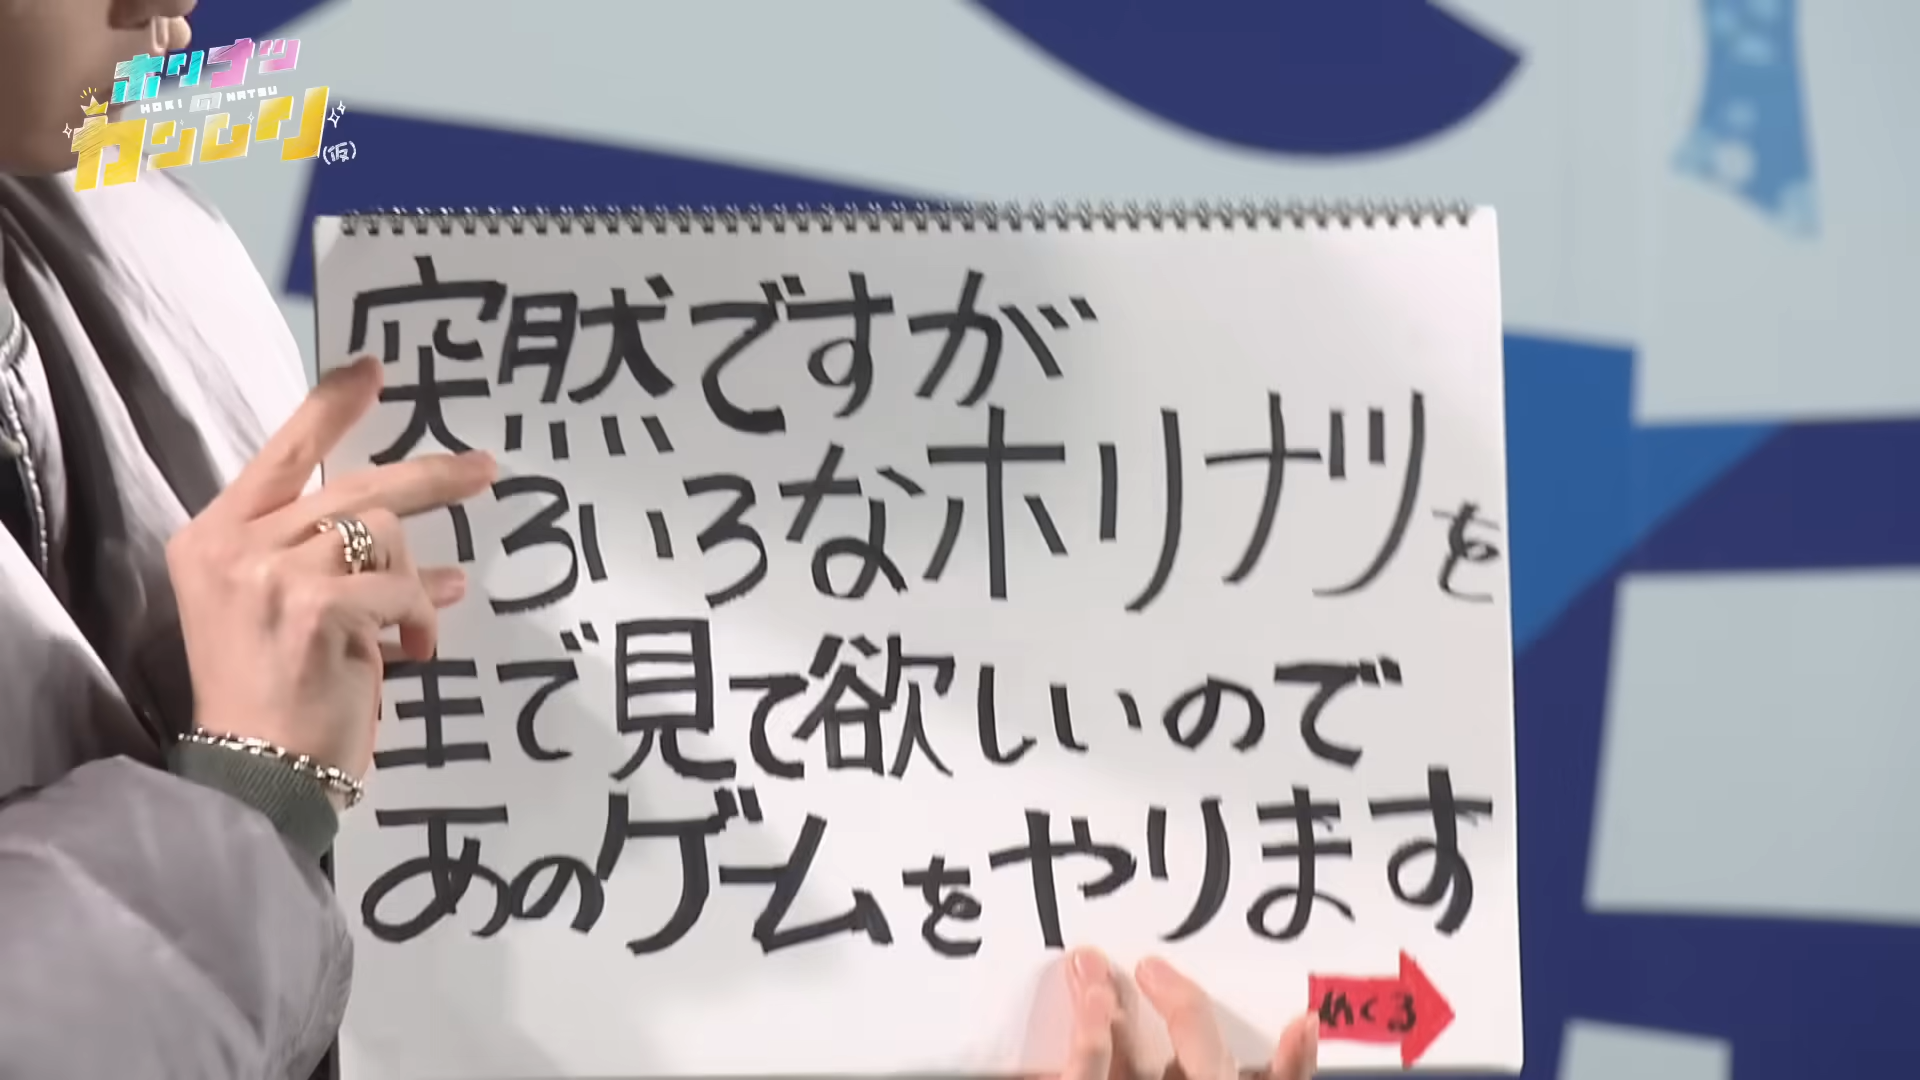 ホリナツ
HORI の NATSU
カンムリ(仮)
突然ですが
いろいろなホリナツを
生で見て欲しいので
あのゲームをやります
めくる